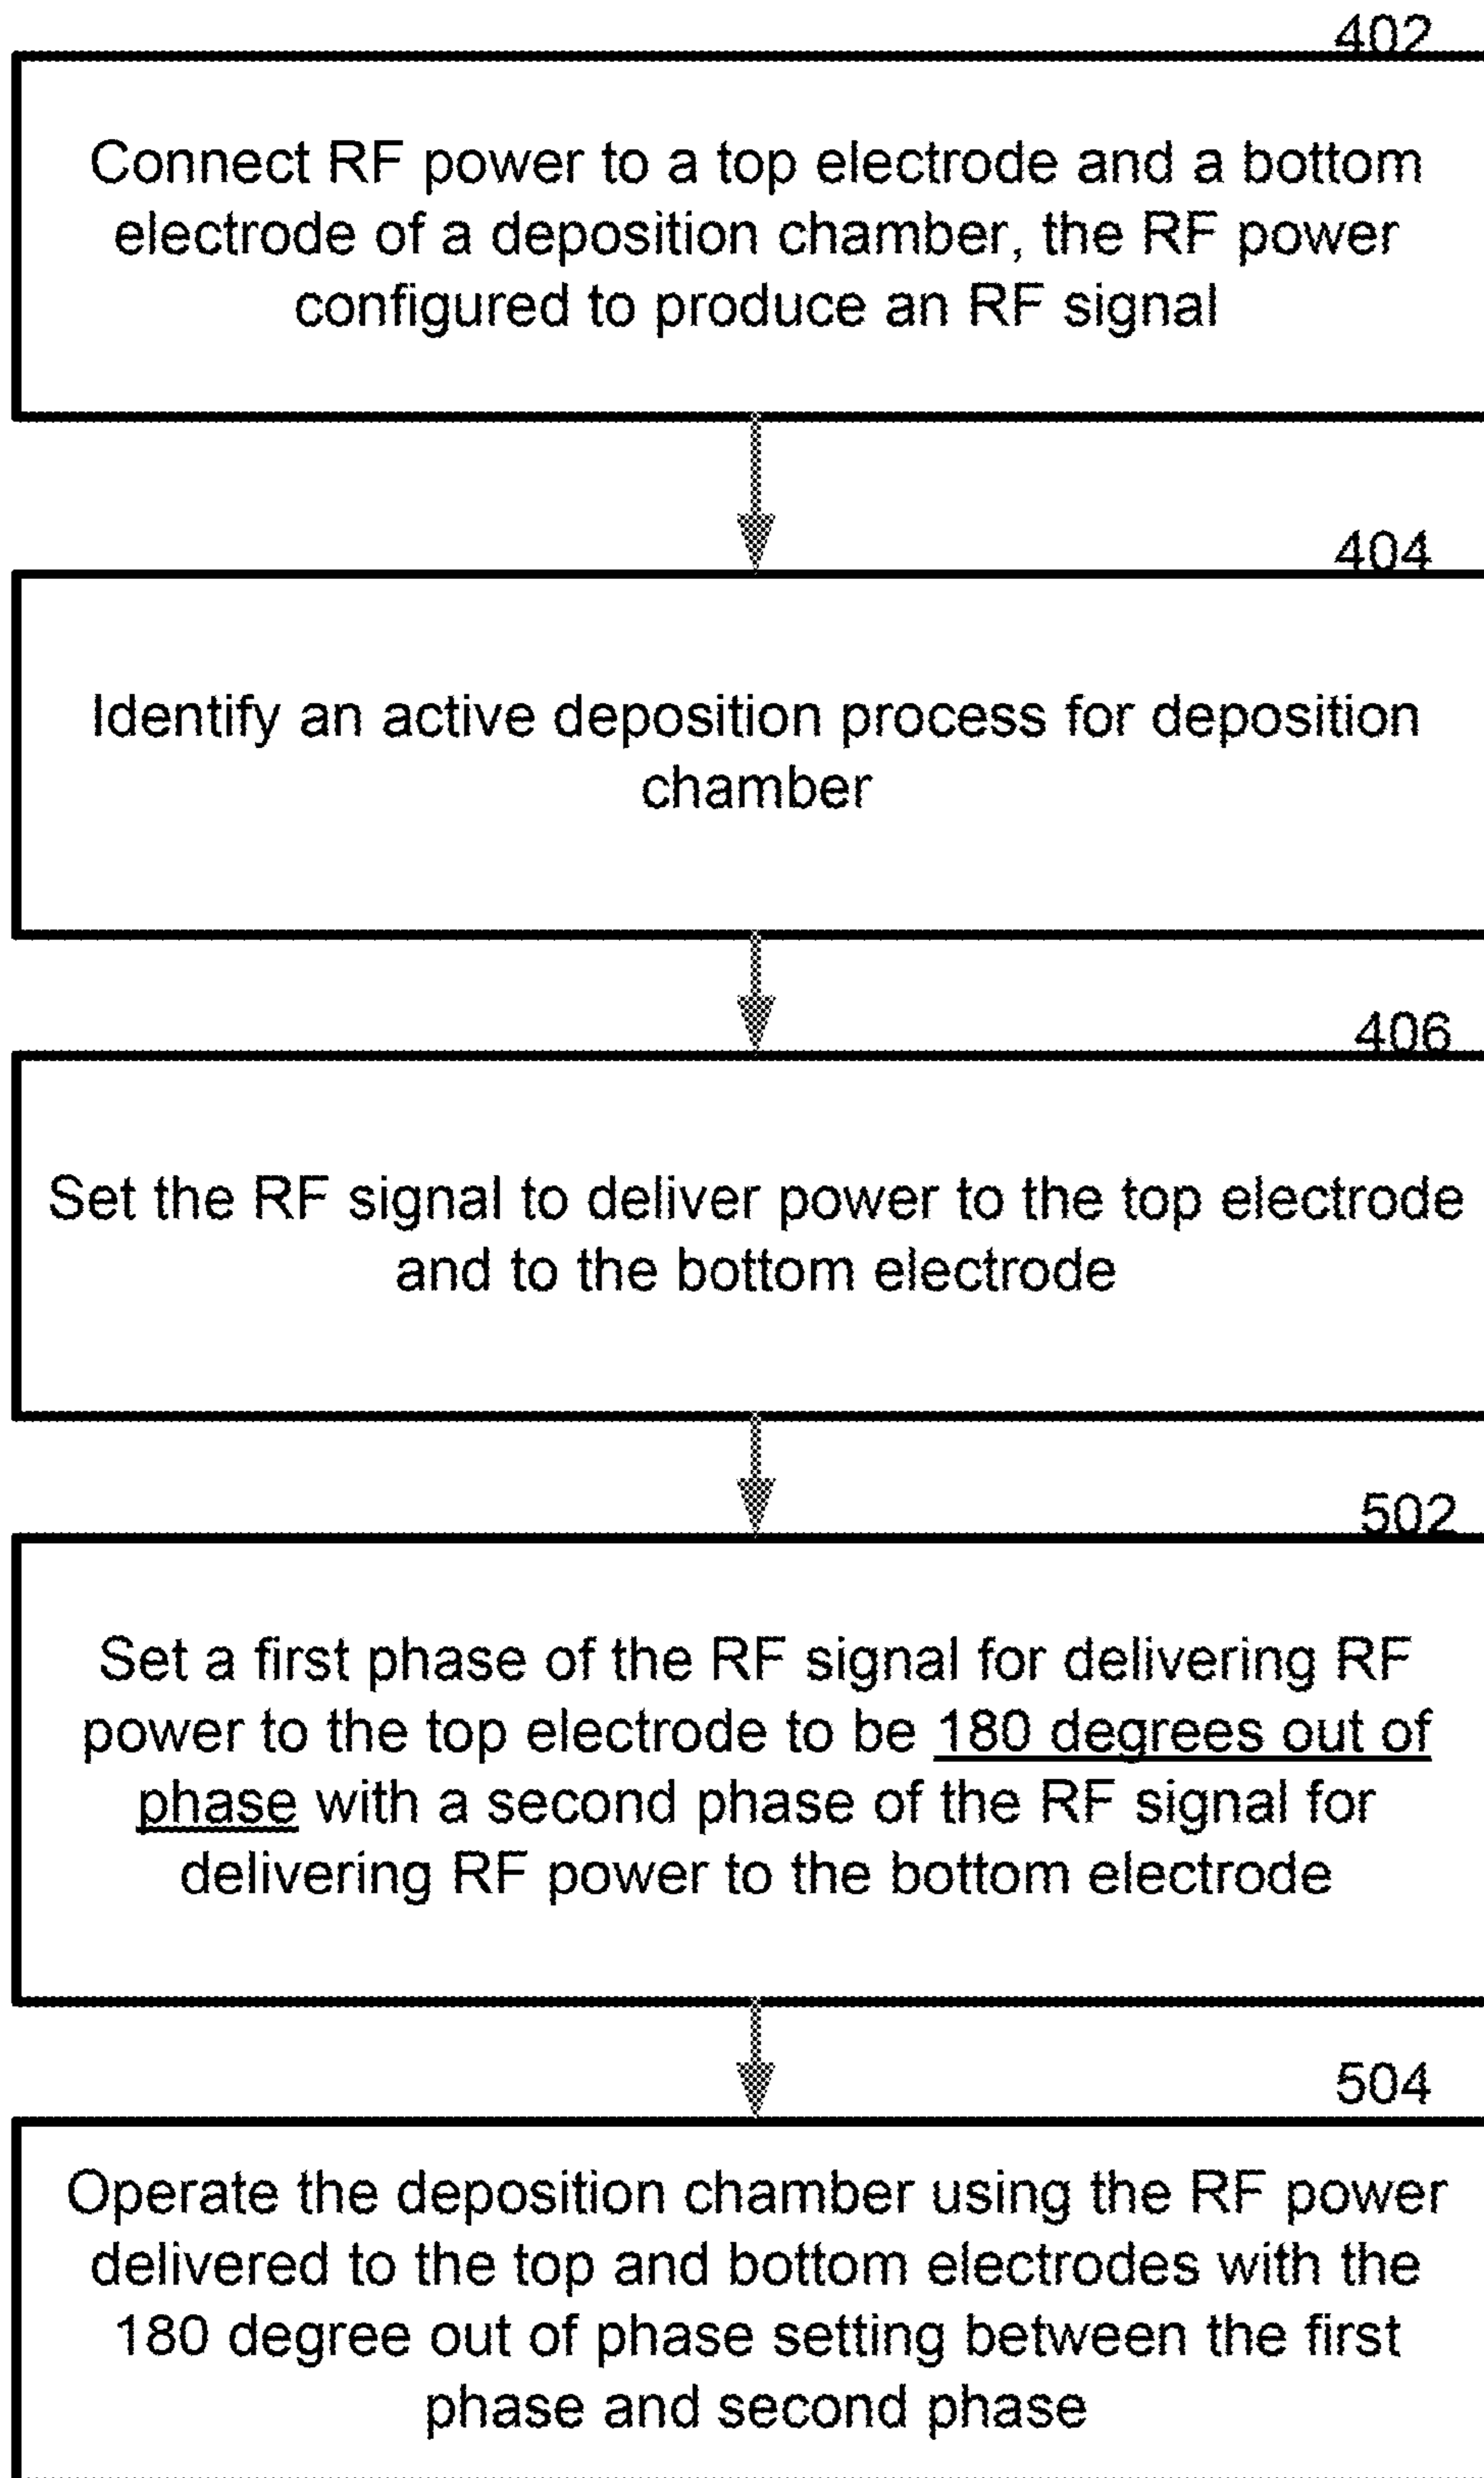 402
Connect RF power to a top electrode and a bottom
electrode of a deposition chamber, the RF power
configured to produce an RF signal
404
Identify an active deposition process for deposition
chamber
406
Set the RF signal to deliver power to the top electrode
and to the bottom electrode
502
Set a first phase of the RF signal for delivering RF
power to the top electrode to be 180 degrees out of
phase with a second phase of the RF signal for
delivering RF power to the bottom electrode
504
Operate the deposition chamber using the RF power
delivered to the top and bottom electrodes with the
180 degree out of phase setting between the first
phase and second phase